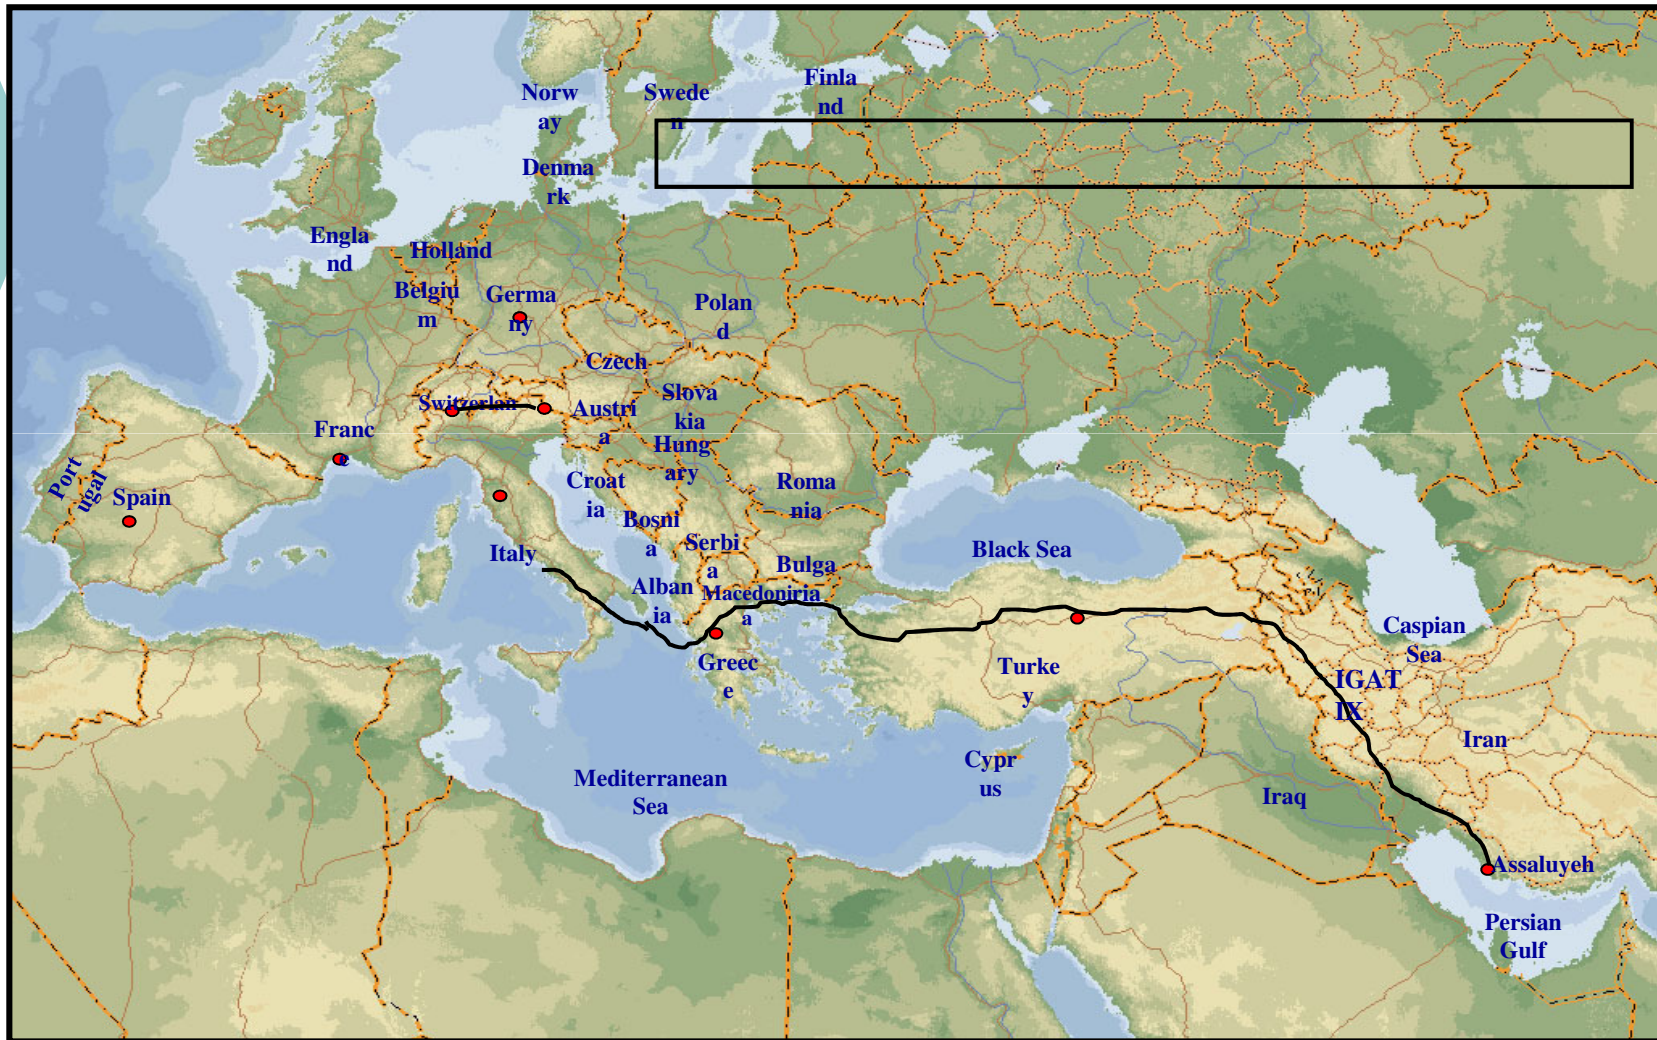 Norw
ay
Swede
n
Finla
nd
Denma
rk
Engla
nd
Holland
Belgiu
m
Germa
ny
Polan
d
Czech
Slova
kia
Switzerlan
Austri
a
Franc
e
Hung
ary
Port
ugal
Spain
Croat
ia
Roma
nia
Bosni
a
Serbi
a
Italy
Black Sea
Bulga
ria
Alban
ia
Macedoni
a
Caspian
Sea
Greec
e
Turke
y
IGAT
IX
Iran
Mediterranean
Sea
Cypr
us
Iraq
Assaluyeh
Persian
Gulf